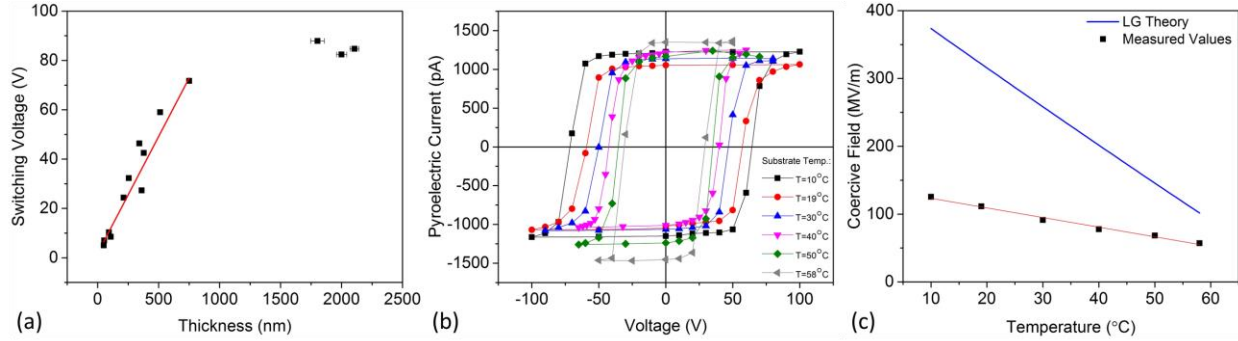 100
80
60
40
20
0
Switching Voltage (V)
0 500 1000 1500 2000 2500
Thickness (nm)
(a)
1500
1000
500
0
-500
-1000
-1500
Pyroelectric Current (pA)
Substrate Temp.:
T=10°C
T=19°C
T=30°C
T=40°C
T=50°C
T=58°C
-100 -50 0 50 100
Voltage (V)
(b)
LG Theory
Measured Values
400
300
200
100
0
Coercive Field (MV/m)
10 20 30 40 50 60
Temperature (°C)
(c)